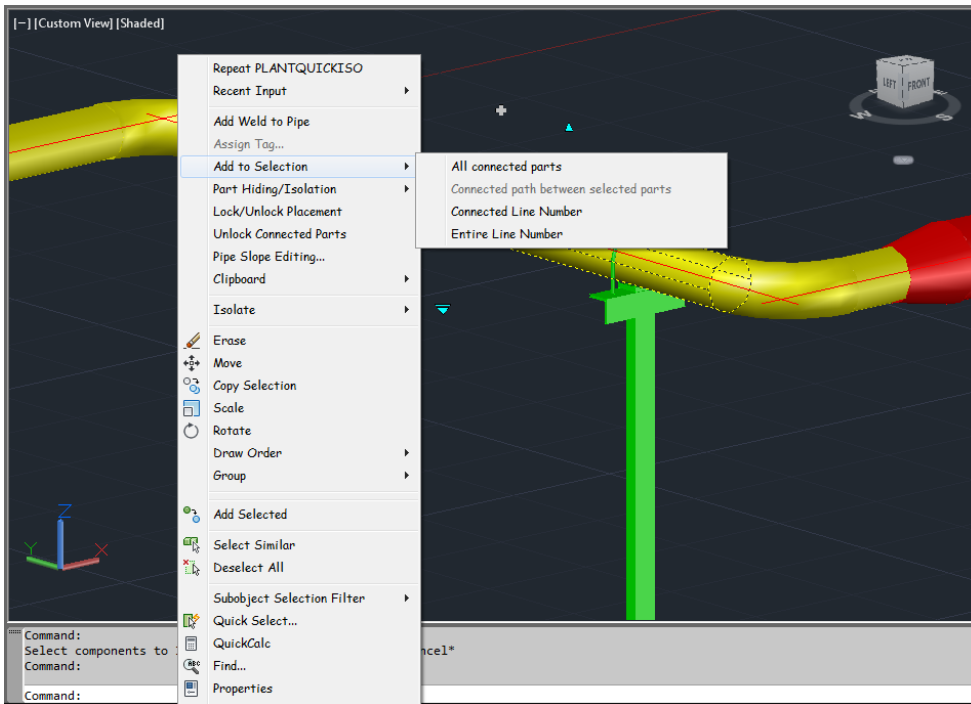 [−] [Custom View] [Shaded]
Repeat PLANTQUICKISO
Recent Input
Add Weld to Pipe
Assign Tag...
Add to Selection
Part Hiding/Isolation
Lock/Unlock Placement
Unlock Connected Parts
Pipe Slope Editing...
Clipboard
Isolate
Erase
Move
Copy Selection
Scale
Rotate
Draw Order
Group
Add Selected
Select Similar
Deselect All
Subobject Selection Filter
Quick Select...
QuickCalc
Find...
Properties
All connected parts
Connected path between selected parts
Connected Line Number
Entire Line Number
LEFT FRONT
W S
Z
Y X
Command:
Select components to
Command:
Command: